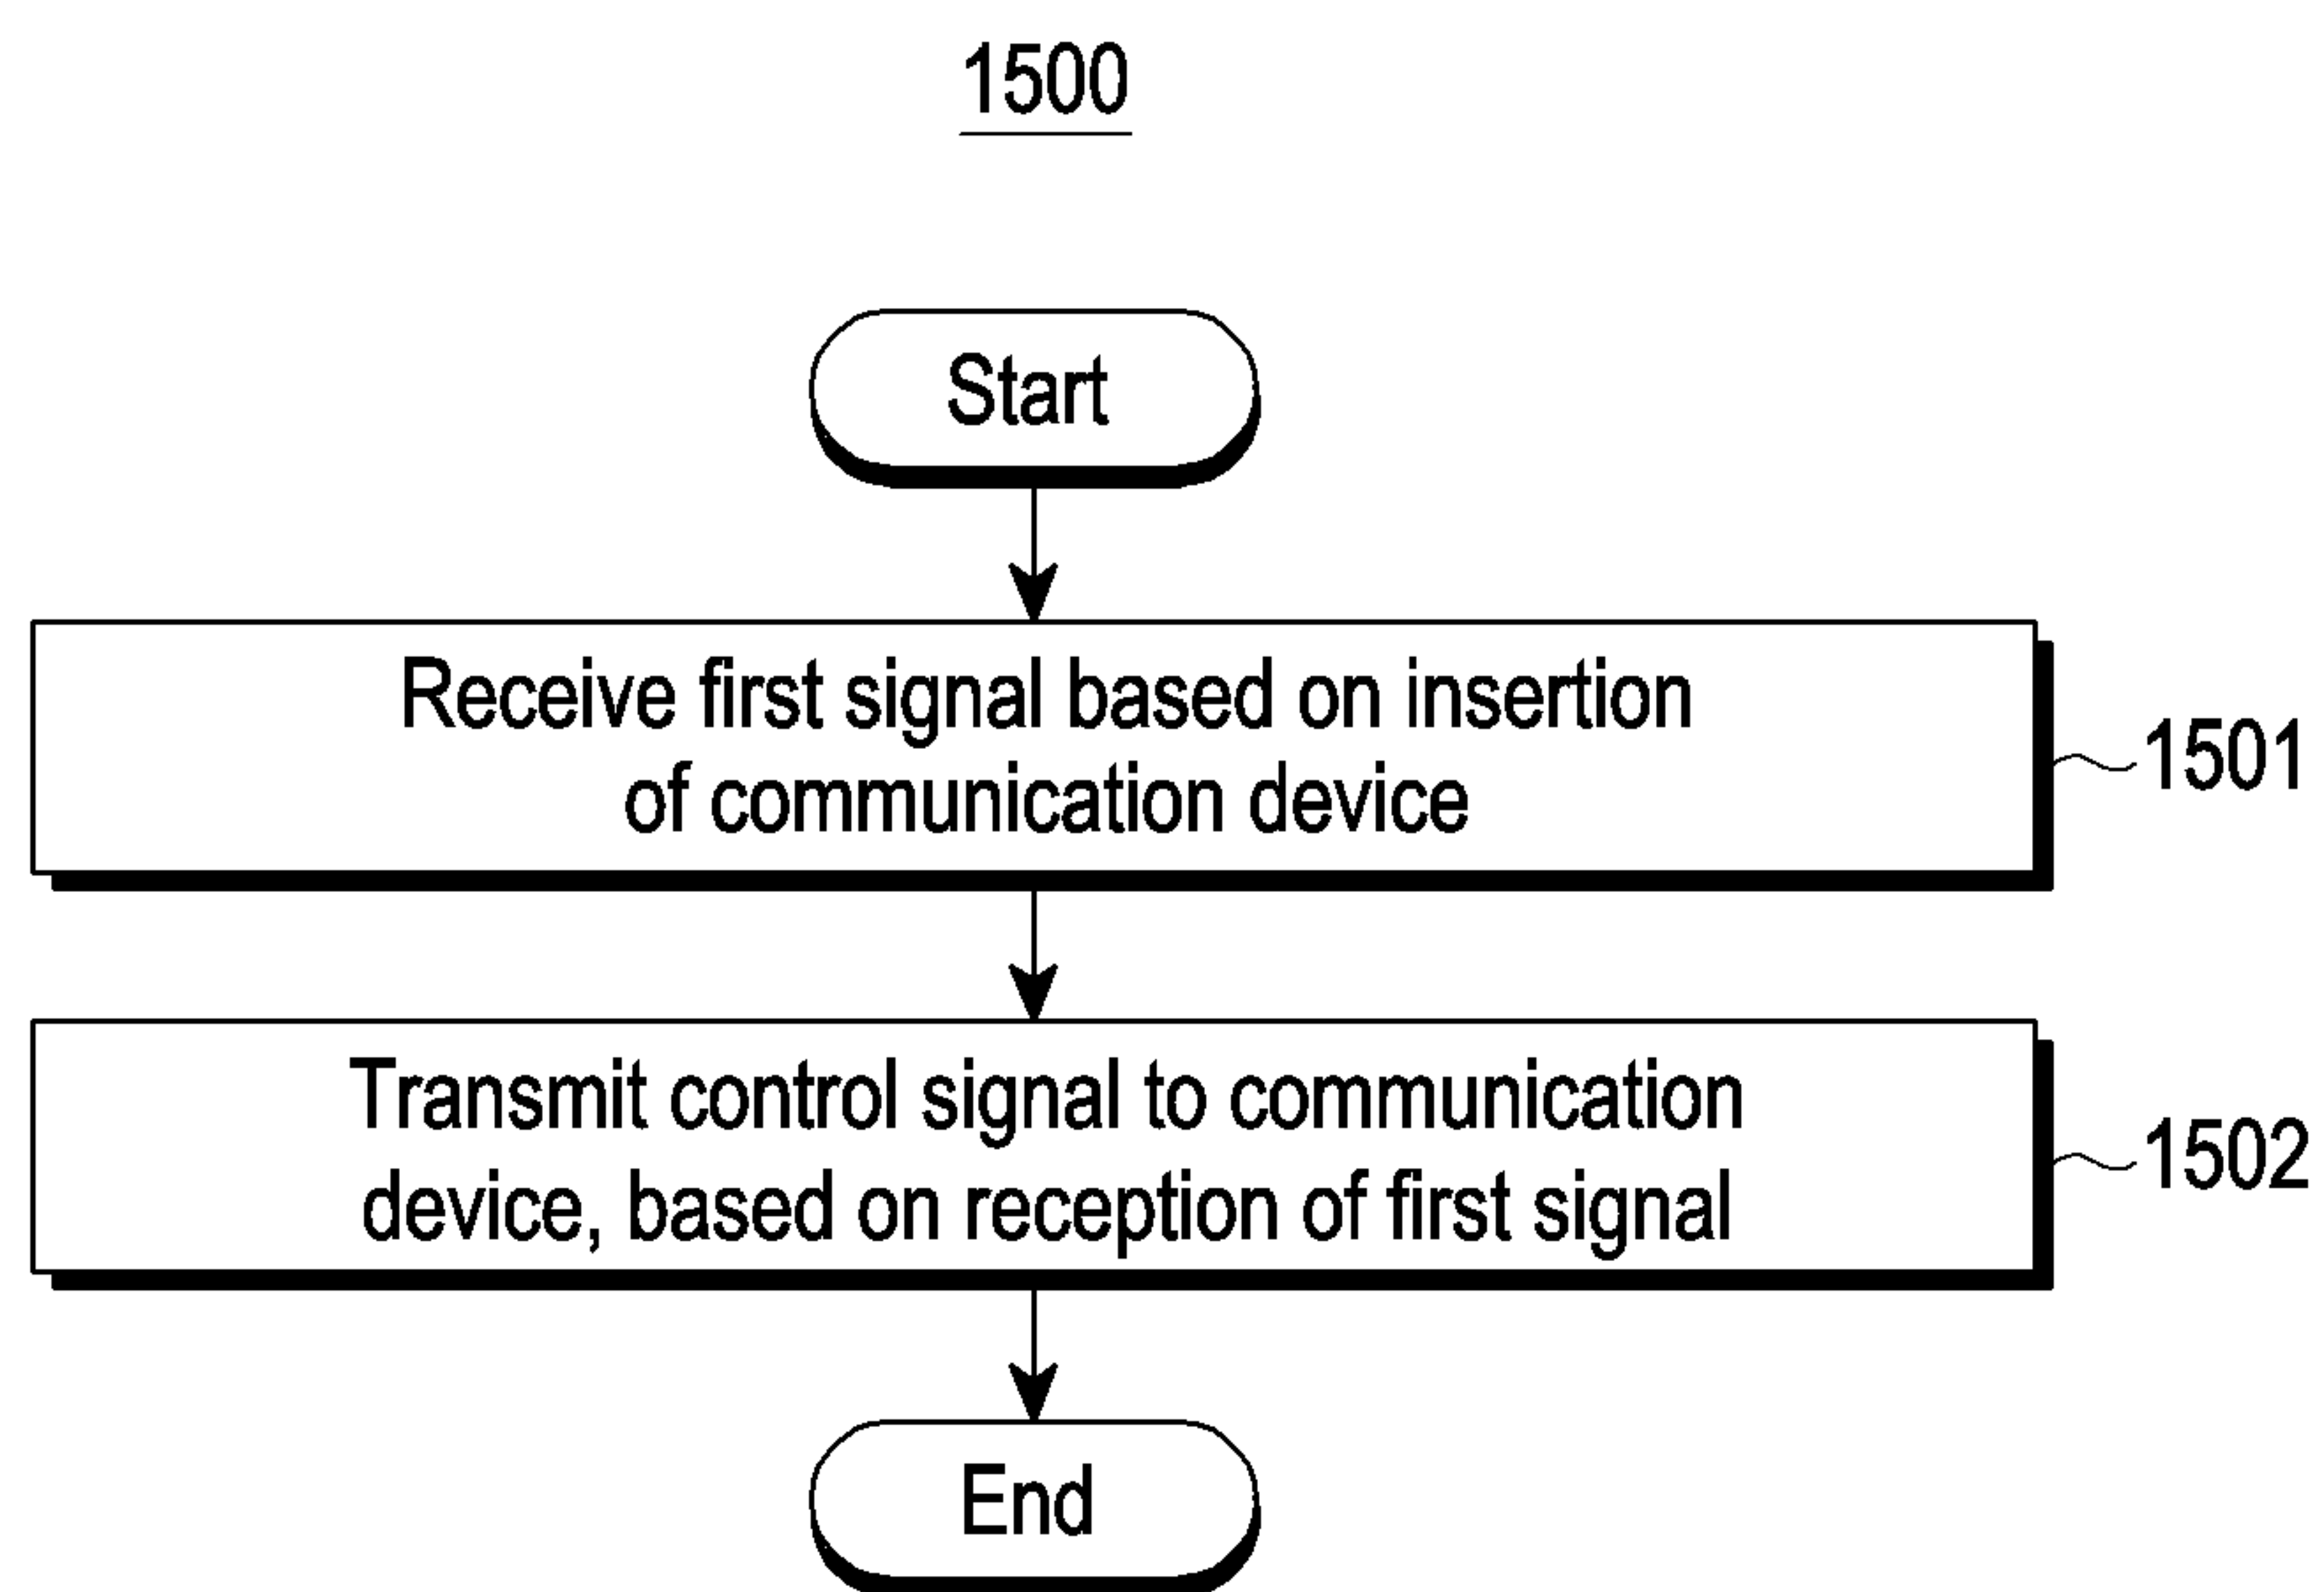 1500
Start
Receive first signal based on insertion
of communication device
1501
Transmit control signal to communication
device, based on reception of first signal
1502
End